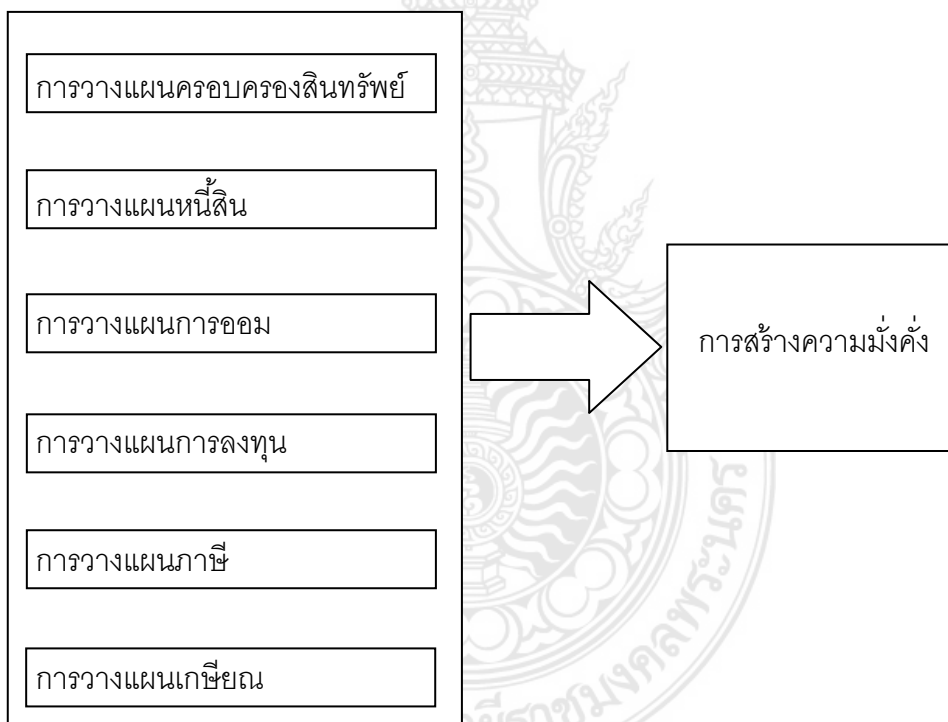 การวางแผนครอบครองสินทรัพย์
การวางแผนหนี้สิน
การวางแผนการออม
การวางแผนการลงทุน
การวางแผนภาษี
การวางแผนเกษียณ
การสร้างความมั่งคั่ง